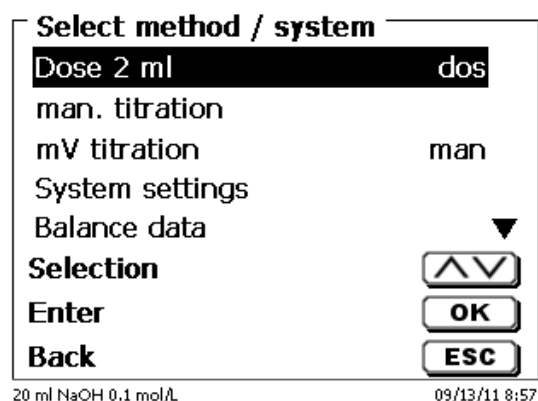 Select method / system
Dose 2 ml dos
man. titration
mV titration man
System settings
Balance data
Selection
Enter OK
Back ESC
20 ml NaOH 0.1 mol/L 09/13/11 8:57